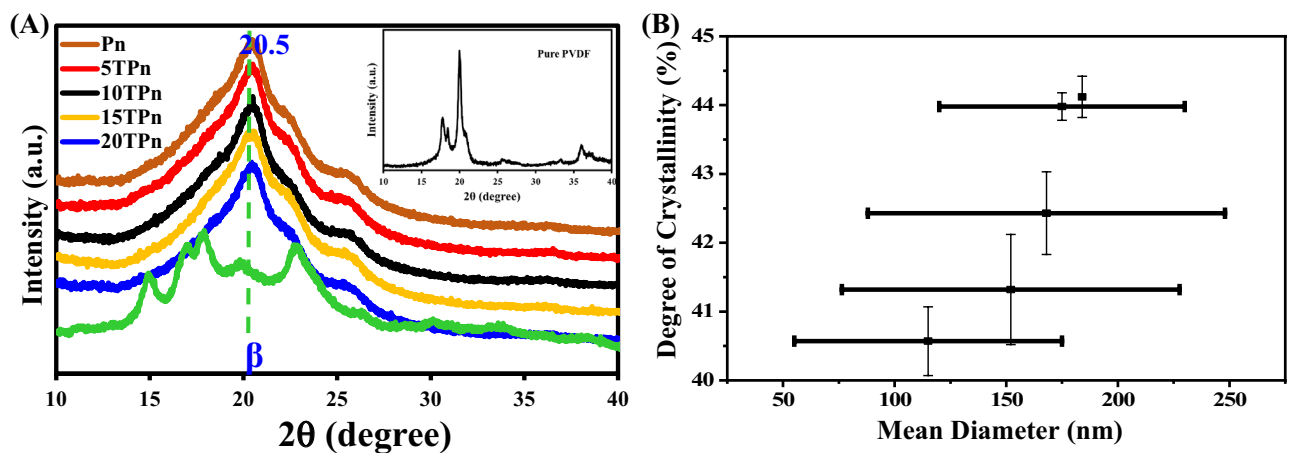 (A)
Pn
5TPn
10TPn
15TPn
20TPn
20.5
β
Intensity (a.u.)
10 15 20 25 30 35 40
2θ (degree)
Pure PVDF
Intensity (a.u.)
10 15 20 25 30 35 40
2θ (degree)
(B)
Degree of Crystallinity (%)
45
44
43
42
41
40
50 100 150 200 250
Mean Diameter (nm)